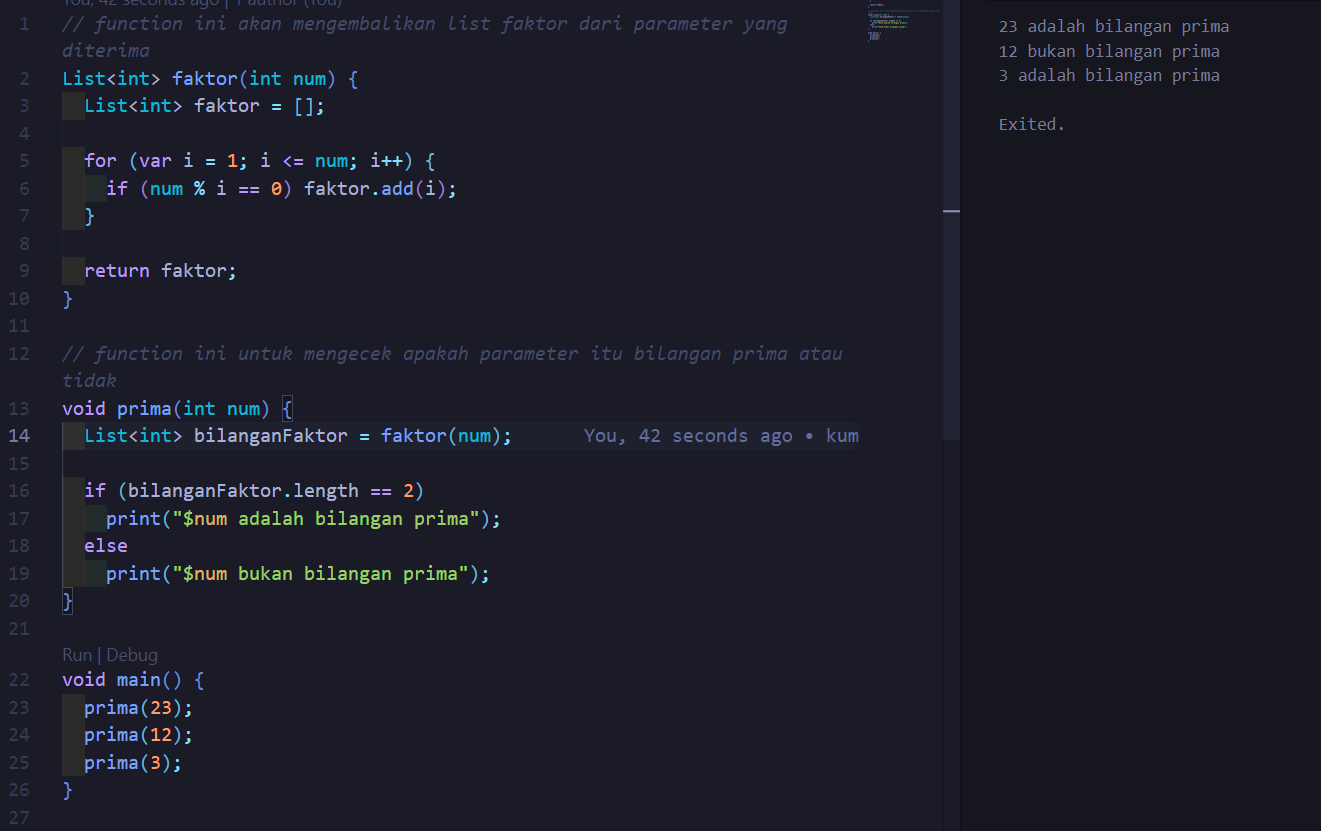 You, 42 seconds ago | 1 author (You)
1 // function ini akan mengembalikan list faktor dari parameter yang
diterima
2 List<int> faktor(int num) {
3   List<int> faktor = [];
4
5   for (var i = 1; i <= num; i++) {
6     if (num % i == 0) faktor.add(i);
7   }
8
9   return faktor;
10 }
11
12 // function ini untuk mengecek apakah parameter itu bilangan prima atau
tidak
13 void prima(int num) {
14   List<int> bilanganFaktor = faktor(num); You, 42 seconds ago • kum
15
16   if (bilanganFaktor.length == 2)
17     print("$num adalah bilangan prima");
18   else
19     print("$num bukan bilangan prima");
20 }
21
Run | Debug
22 void main() {
23   prima(23);
24   prima(12);
25   prima(3);
26 }
27
23 adalah bilangan prima
12 bukan bilangan prima
3 adalah bilangan prima
Exited.